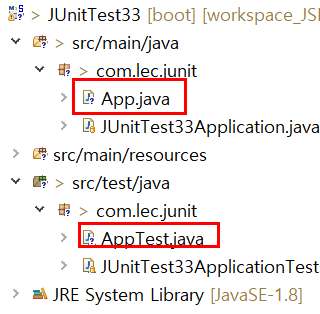 > JUnitTest33 [boot] [workspace_JS
> src/main/java
> com.lec.junit
> App.java
> JUnitTest33Application.java
> src/main/resources
> src/test/java
> com.lec.junit
> AppTest.java
> JUnitTest33ApplicationTest
> JRE System Library [JavaSE-1.8]